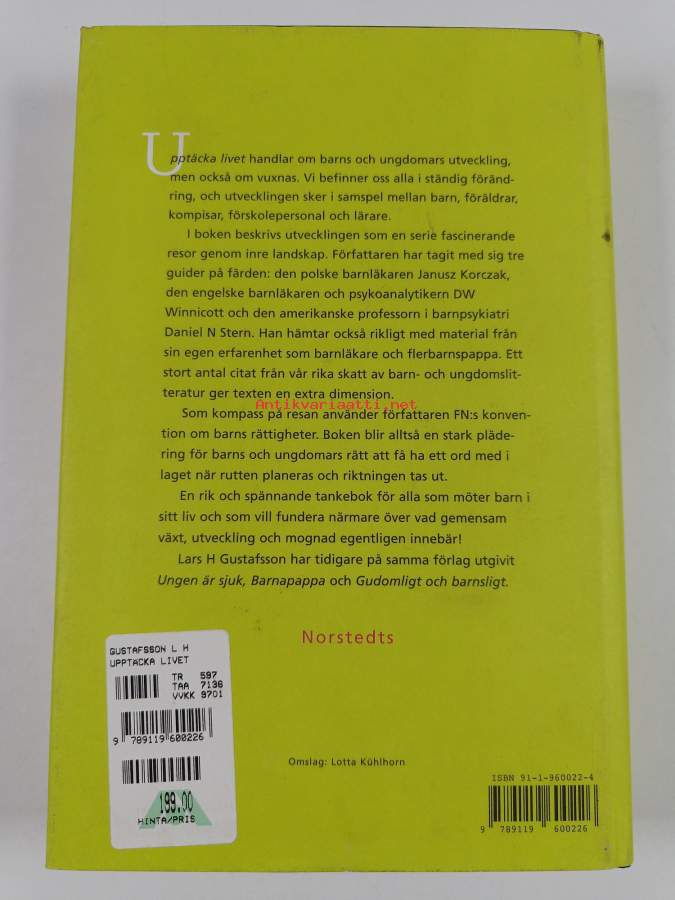 Upptäcka livet handlar om barns och ungdomars utveckling,
men också om vuxnas. Vi befinner oss alla i ständig föränd-
ring, och utvecklingen sker i samspel mellan barn, föräldrar,
kompisar, förskolepersonal och lärare.
I boken beskrivs utvecklingen som en serie fascinerande
resor genom inre landskap. Författaren har tagit med sig tre
guider på färden: den polske barnläkaren Janusz Korczak,
den engelske barnläkaren och psykoanalytikern DW
Winnicott och den amerikanske professorn i barnpsykiatri
Daniel N Stern. Han hämtar också rikligt med material från
sin egen erfarenhet som barnläkare och flerbarnspappa. Ett
stort antal citat från vår rika skatt av barn- och ungdomslit-
teratur ger texten en extra dimension.
Antikvariaatti.net
Som kompass på resan använder författaren FN:s konven-
tion om barns rättigheter. Boken blir alltså en stark pläde-
ring för barns och ungdomars rätt att få ha ett ord med i
laget när rutten planeras och riktningen tas ut.
En rik och spännande tankebok för alla som möter barn i
sitt liv och som vill fundera närmare över vad gemensam
växt, utveckling och mognad egentligen innebär!
Lars H Gustafsson har tidigare på samma förlag utgivit
Ungen är sjuk, Barnapappa och Gudomligt och barnsligt.
Norstedts
GUSTAFSSON L H
UPPTÄCKA LIVET
TR 597
TAA 7136
VVKK 9701
9 789119 600226
199.00
HINTA/PRIS
Omslag: Lotta Kühlhorn
ISBN 91-1-960022-4
9 789119 600226